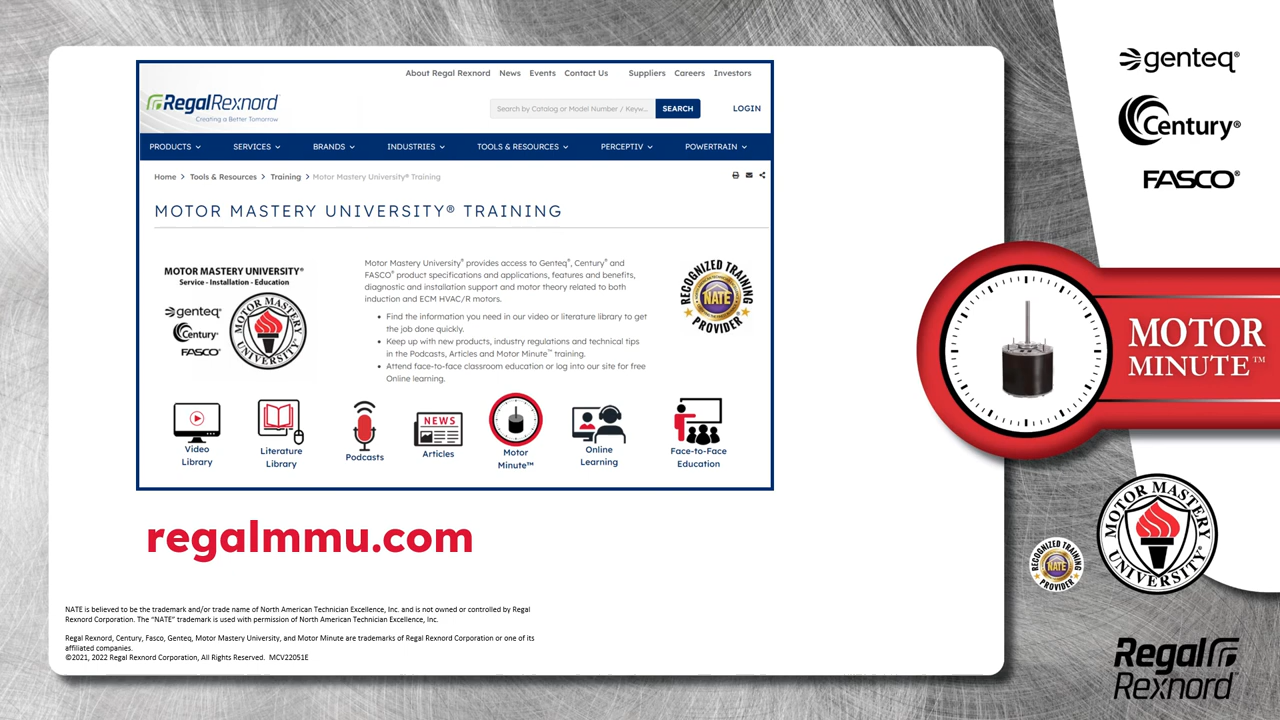 About Regal Rexnord News Events Contact Us Suppliers Careers Investors
RegalRexnord
Creating a Better Tomorrow
Search by Catalog or Model Number / Keyw... SEARCH LOGIN
PRODUCTS SERVICES BRANDS INDUSTRIES TOOLS & RESOURCES PERCEPTIV POWERTRAIN
Home > Tools & Resources > Training > Motor Mastery University® Training
MOTOR MASTERY UNIVERSITY® TRAINING
MOTOR MASTERY UNIVERSITY®
Service - Installation - Education
genteq®
Century®
FASCO®
MOTOR MASTERY UNIVERSITY®
Motor Mastery University® provides access to Genteq®, Century® and
FASCO® product specifications and applications, features and benefits,
diagnostic and installation support and motor theory related to both
induction and ECM HVAC/R motors.
• Find the information you need in our video or literature library to get
the job done quickly.
• Keep up with new products, industry regulations and technical tips
in the Podcasts, Articles and Motor Minute™ training.
• Attend face-to-face classroom education or log into our site for free
Online learning.
RECOGNIZED TRAINING
NATE
PROVIDER
Video
Library
Literature
Library
Podcasts
NEWS
Articles
Motor
Minute™
Online
Learning
Face-to-Face
Education
regalmmu.com
NATE is believed to be the trademark and/or trade name of North American Technician Excellence, Inc. and is not owned or controlled by Regal
Rexnord Corporation. The “NATE” trademark is used with permission of North American Technician Excellence, Inc.
Regal Rexnord, Century, Fasco, Genteq, Motor Mastery University, and Motor Minute are trademarks of Regal Rexnord Corporation or one of its
affiliated companies.
©2021, 2022 Regal Rexnord Corporation, All Rights Reserved. MCV22051E
genteq®
Century®
FASCO®
MOTOR
MINUTE™
MOTOR MASTERY UNIVERSITY®
RECOGNIZED TRAINING
NATE
PROVIDER
Regal
Rexnord